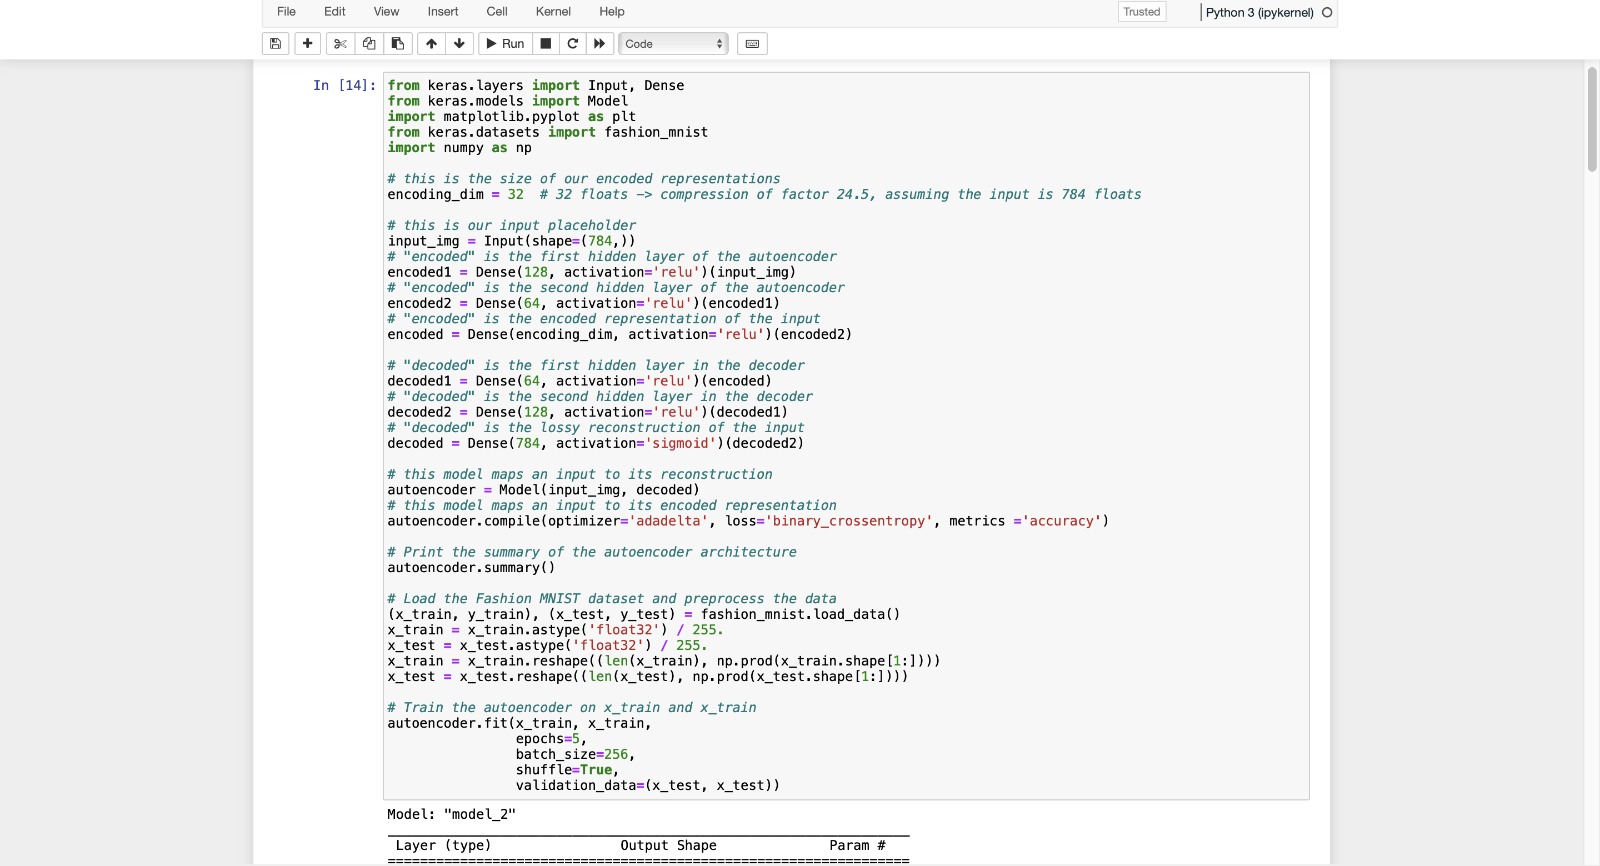 File Edit View Insert Cell Kernel Help Trusted Python 3 (ipykernel)
Run Code
In [14]: from keras.layers import Input, Dense
from keras.models import Model
import matplotlib.pyplot as plt
from keras.datasets import fashion_mnist
import numpy as np

# this is the size of our encoded representations
encoding_dim = 32  # 32 floats -> compression of factor 24.5, assuming the input is 784 floats

# this is our input placeholder
input_img = Input(shape=(784,))
# "encoded" is the first hidden layer of the autoencoder
encoded1 = Dense(128, activation='relu')(input_img)
# "encoded" is the second hidden layer of the autoencoder
encoded2 = Dense(64, activation='relu')(encoded1)
# "encoded" is the encoded representation of the input
encoded = Dense(encoding_dim, activation='relu')(encoded2)

# "decoded" is the first hidden layer in the decoder
decoded1 = Dense(64, activation='relu')(encoded)
# "decoded" is the second hidden layer in the decoder
decoded2 = Dense(128, activation='relu')(decoded1)
# "decoded" is the lossy reconstruction of the input
decoded = Dense(784, activation='sigmoid')(decoded2)

# this model maps an input to its reconstruction
autoencoder = Model(input_img, decoded)
# this model maps an input to its encoded representation
autoencoder.compile(optimizer='adadelta', loss='binary_crossentropy', metrics ='accuracy')

# Print the summary of the autoencoder architecture
autoencoder.summary()

# Load the Fashion MNIST dataset and preprocess the data
(x_train, y_train), (x_test, y_test) = fashion_mnist.load_data()
x_train = x_train.astype('float32') / 255.
x_test = x_test.astype('float32') / 255.
x_train = x_train.reshape((len(x_train), np.prod(x_train.shape[1:])))
x_test = x_test.reshape((len(x_test), np.prod(x_test.shape[1:])))

# Train the autoencoder on x_train and x_train
autoencoder.fit(x_train, x_train,
                epochs=5,
                batch_size=256,
                shuffle=True,
                validation_data=(x_test, x_test))
Model: "model_2"
Layer (type) Output Shape Param #